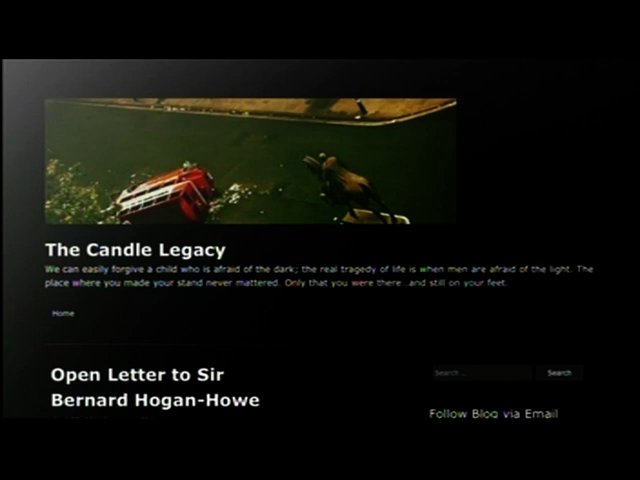 The Candle Legacy
We can easily forgive a child who is afraid of the dark; the real tragedy of life is when men are afraid of the light. The
place where you made your stand never mattered. Only that you were there...and still on your feet.
Home
Open Letter to Sir
Bernard Hogan-Howe
Search ...
Search
Follow Blog via Email